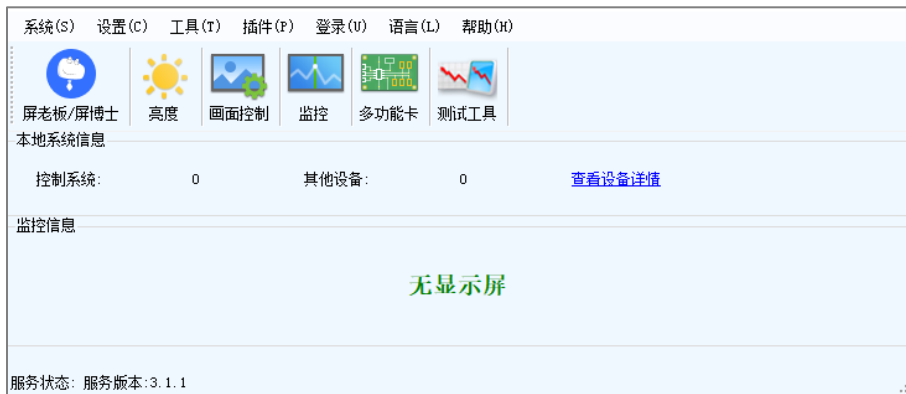 系统(S) 设置(C) 工具(T) 插件(P) 登录(U) 语言(L) 帮助(H)
屏老板/屏博士 亮度 画面控制 监控 多功能卡 测试工具
本地系统信息
控制系统: 0 其他设备: 0 查看设备详情
监控信息
无显示屏
服务状态: 服务版本:3.1.1